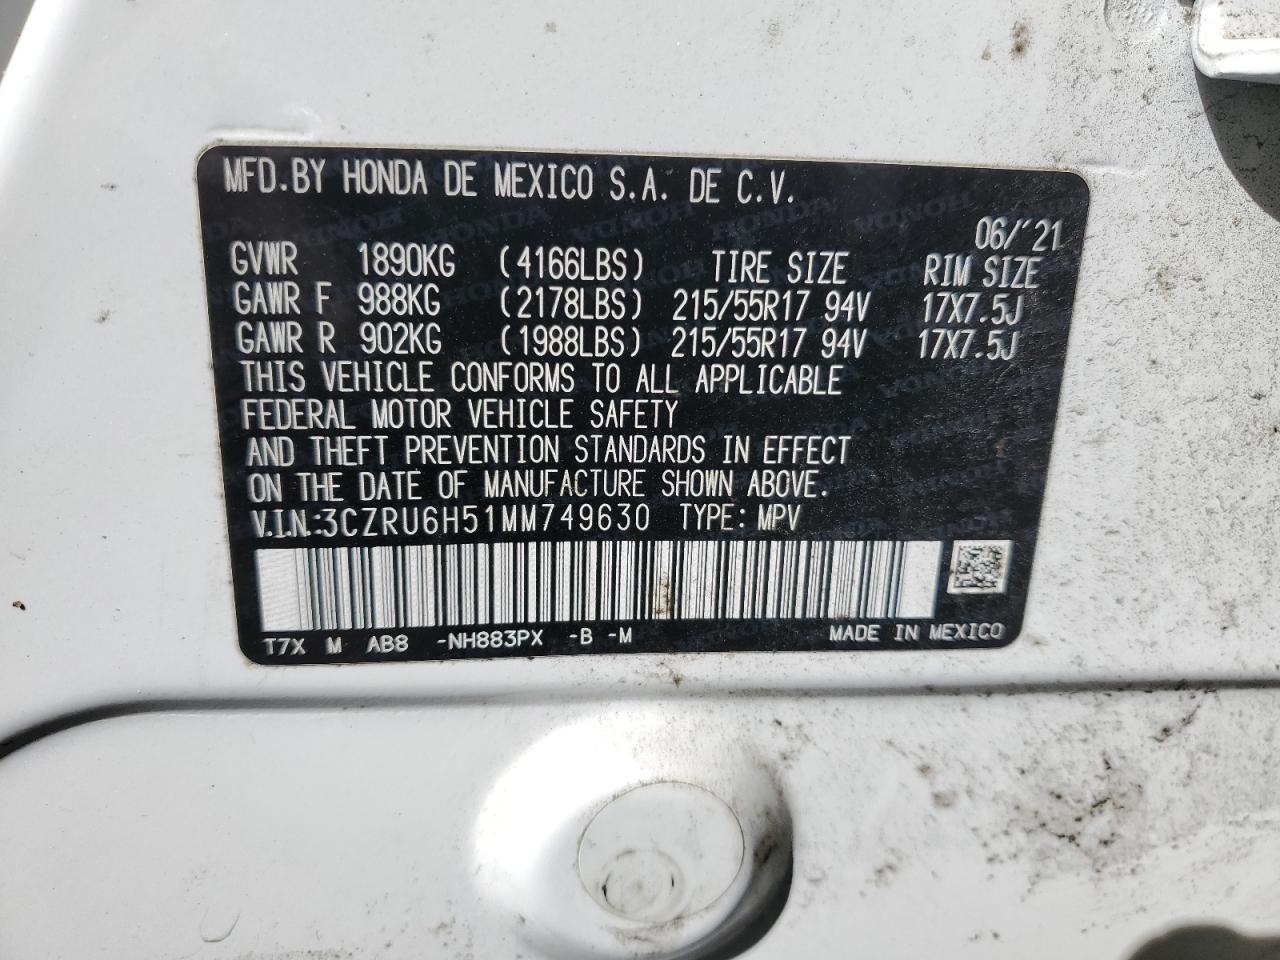 MFD.BY HONDA DE MEXICO S.A. DE C.V.
06/'21
GVWR 1890KG (4166LBS) TIRE SIZE RIM SIZE
GAWR F 988KG (2178LBS) 215/55R17 94V 17X7.5J
GAWR R 902KG (1988LBS) 215/55R17 94V 17X7.5J
THIS VEHICLE CONFORMS TO ALL APPLICABLE
FEDERAL MOTOR VEHICLE SAFETY
AND THEFT PREVENTION STANDARDS IN EFFECT
ON THE DATE OF MANUFACTURE SHOWN ABOVE.
V.I.N.:3CZRU6H51MM749630 TYPE: MPV
T7X M AB8 -NH883PX -B -M MADE IN MEXICO